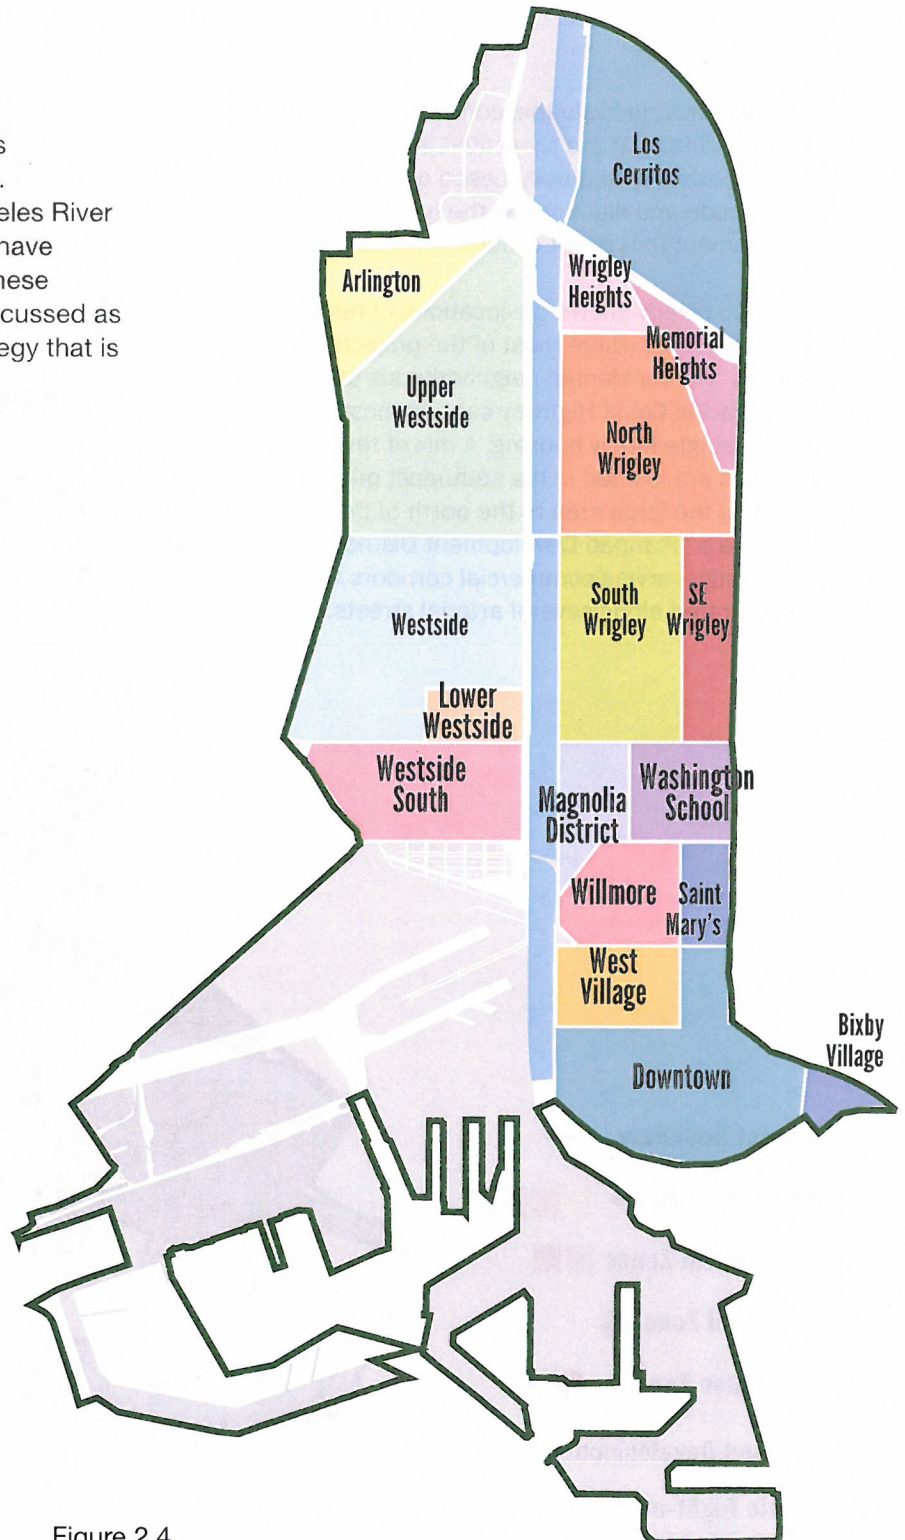 s
.
eles River
have
hese
cussed as
egy that is
Los
Cerritos
Arlington
Wrigley
Heights
Memorial
Heights
Upper
Westside
North
Wrigley
Westside
South
Wrigley
SE
Wrigley
Lower
Westside
Westside
South
Magnolia
District
Washington
School
Willmore
Saint
Mary's
West
Village
Bixby
Village
Downtown
Figure 2.4